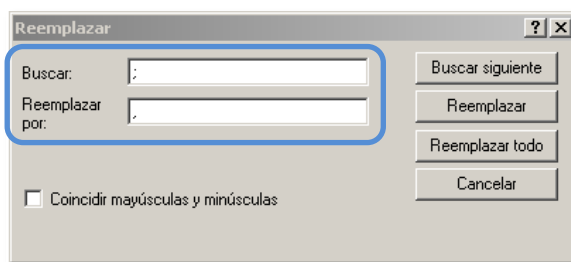 Reemplazar
Buscar: ;
Buscar siguiente
Reemplazar
por: ,
Reemplazar
Reemplazar todo
Cancelar
Coincidir mayúsculas y minúsculas